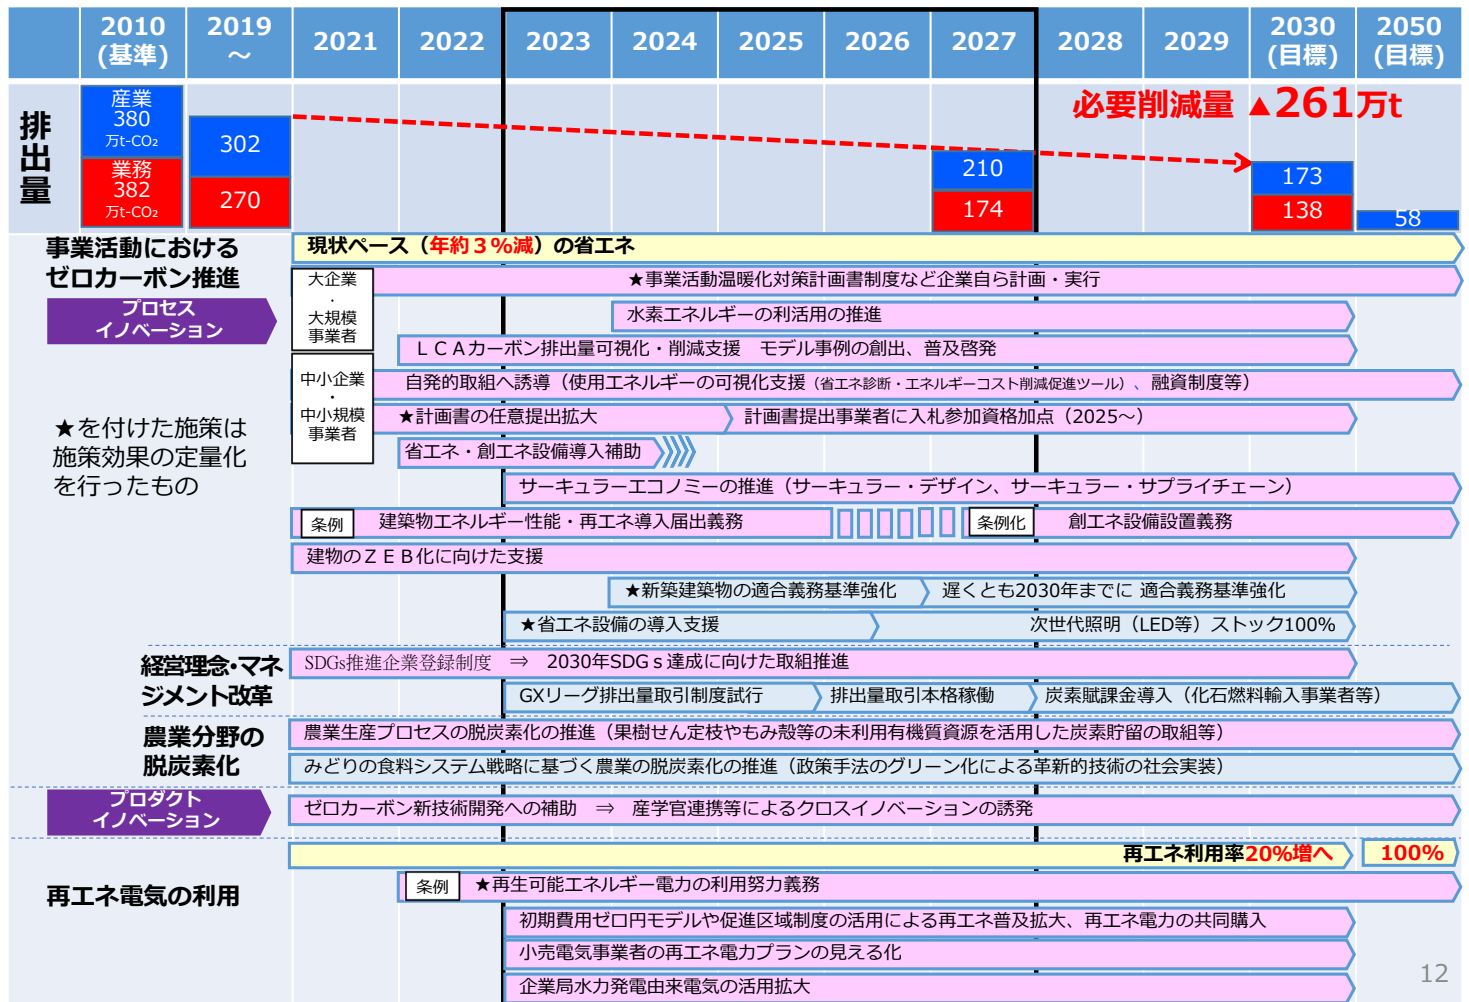 2010
(基準)
2019
～
2021
2022
2023
2024
2025
2026
2027
2028
2029
2030
(目標)
2050
(目標)
排出量
産業
380
万t-CO₂
業務
382
万t-CO₂
302
270
210
174
必要削減量 ▲261万t
173
138
58
事業活動における
ゼロカーボン推進
現状ペース（年約３％減）の省エネ
大企業
・
大規模
事業者
★事業活動温暖化対策計画書制度など企業自ら計画・実行
プロセス
イノベーション
水素エネルギーの利活用の推進
ＬＣＡカーボン排出量可視化・削減支援　モデル事例の創出、普及啓発
中小企業
・
中小規模
事業者
自発的取組へ誘導（使用エネルギーの可視化支援（省エネ診断・エネルギーコスト削減促進ツール）、融資制度等）
★計画書の任意提出拡大
計画書提出事業者に入札参加資格加点（2025～）
★を付けた施策は
施策効果の定量化
を行ったもの
省エネ・創エネ設備導入補助
サーキュラーエコノミーの推進（サーキュラー・デザイン、サーキュラー・サプライチェーン）
条例
建築物エネルギー性能・再エネ導入届出義務
条例化
創エネ設備設置義務
建物のＺＥＢ化に向けた支援
★新築建築物の適合義務基準強化
遅くとも2030年までに 適合義務基準強化
★省エネ設備の導入支援
次世代照明（LED等）ストック100%
経営理念・マネ
ジメント改革
SDGs推進企業登録制度　⇒　2030年SDGｓ達成に向けた取組推進
GXリーグ排出量取引制度試行
排出量取引本格稼働
炭素賦課金導入（化石燃料輸入事業者等）
農業分野の
脱炭素化
農業生産プロセスの脱炭素化の推進（果樹せん定枝やもみ殻等の未利用有機質資源を活用した炭素貯留の取組等）
みどりの食料システム戦略に基づく農業の脱炭素化の推進（政策手法のグリーン化による革新的技術の社会実装）
プロダクト
イノベーション
ゼロカーボン新技術開発への補助　⇒　産学官連携等によるクロスイノベーションの誘発
再エネ利用率20%増へ
100%
再エネ電気の利用
条例
★再生可能エネルギー電力の利用努力義務
初期費用ゼロ円モデルや促進区域制度の活用による再エネ普及拡大、再エネ電力の共同購入
小売電気事業者の再エネ電力プランの見える化
企業局水力発電由来電気の活用拡大
12